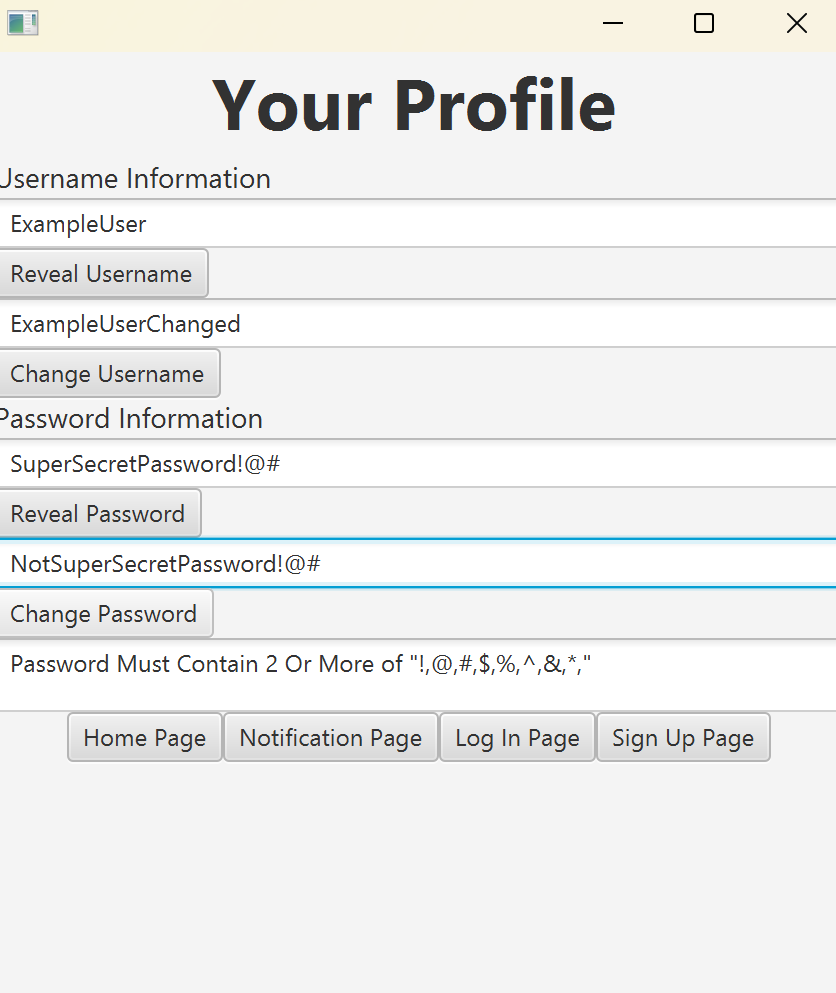 Your Profile
Username Information
ExampleUser
Reveal Username
ExampleUserChanged
Change Username
Password Information
SuperSecretPassword!@#
Reveal Password
NotSuperSecretPassword!@#
Change Password
Password Must Contain 2 Or More of "!,@,#,$,%,^,&,*,"
Home Page Notification Page Log In Page Sign Up Page